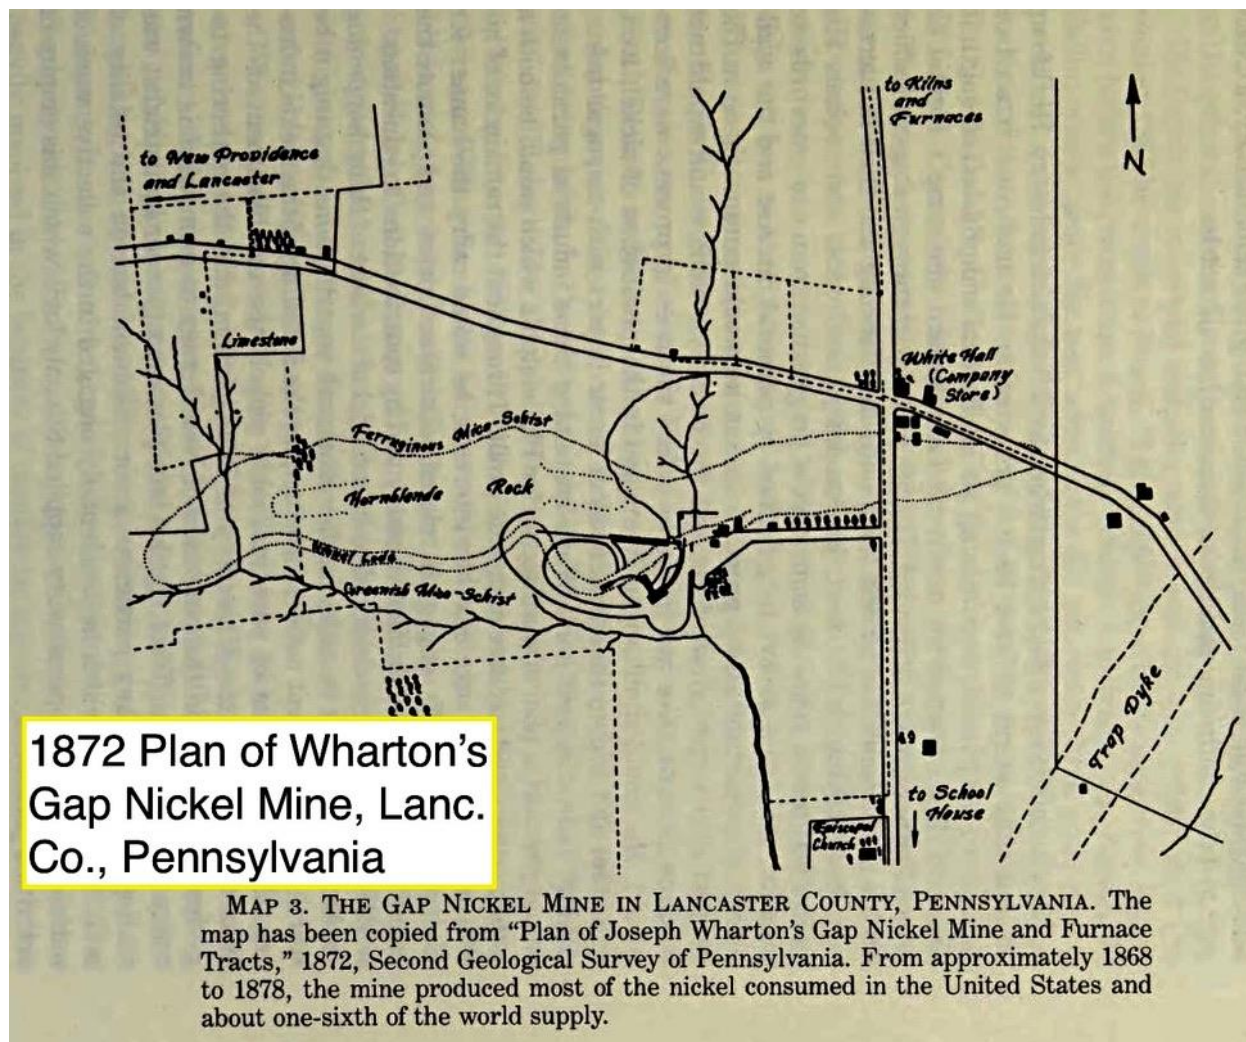 to Kilns
and
Furnaces
N
to New Providence
and Lancaster
Limestone
White Hall
(Company
Store)
Ferruginous Mica-Schist
Hornblende Rock
Nickel Lode
Greenish Mica-Schist
Trap Dyke
to School
House
Episcopal
Church
1872 Plan of Wharton's
Gap Nickel Mine, Lanc.
Co., Pennsylvania
MAP 3. THE GAP NICKEL MINE IN LANCASTER COUNTY, PENNSYLVANIA. The
map has been copied from "Plan of Joseph Wharton's Gap Nickel Mine and Furnace
Tracts," 1872, Second Geological Survey of Pennsylvania. From approximately 1868
to 1878, the mine produced most of the nickel consumed in the United States and
about one-sixth of the world supply.